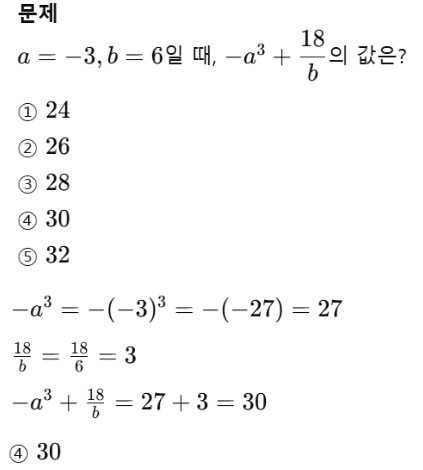 문제
a = −3, b = 6일 때, −a³ + 18/b의 값은?
① 24
② 26
③ 28
④ 30
⑤ 32
−a³ = −(−3)³ = −(−27) = 27
18/b = 18/6 = 3
−a³ + 18/b = 27 + 3 = 30
④ 30